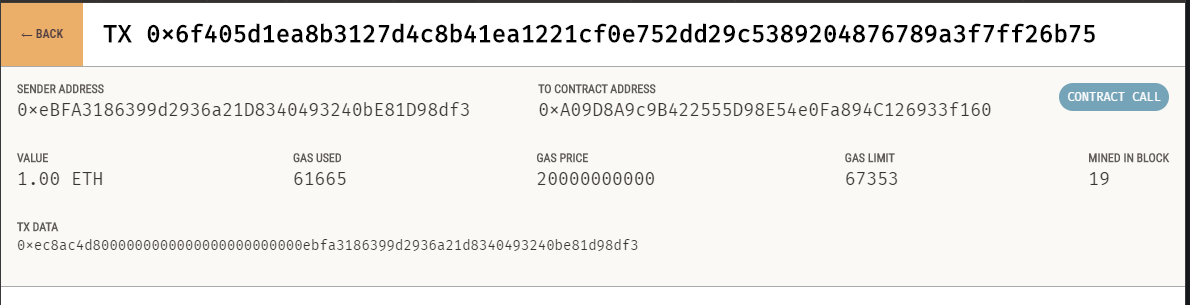 ← BACK
TX 0×6f405d1ea8b3127d4c8b41ea1221cf0e752dd29c5389204876789a3f7ff26b75
SENDER ADDRESS
0×eBFA3186399d2936a21D8340493240bE81D98df3
TO CONTRACT ADDRESS
0×A09D8A9c9B422555D98E54e0Fa894C126933f160
CONTRACT CALL
VALUE
1.00 ETH
GAS USED
61665
GAS PRICE
20000000000
GAS LIMIT
67353
MINED IN BLOCK
19
TX DATA
0×ec8ac4d8000000000000000000000000ebfa3186399d2936a21d8340493240be81d98df3